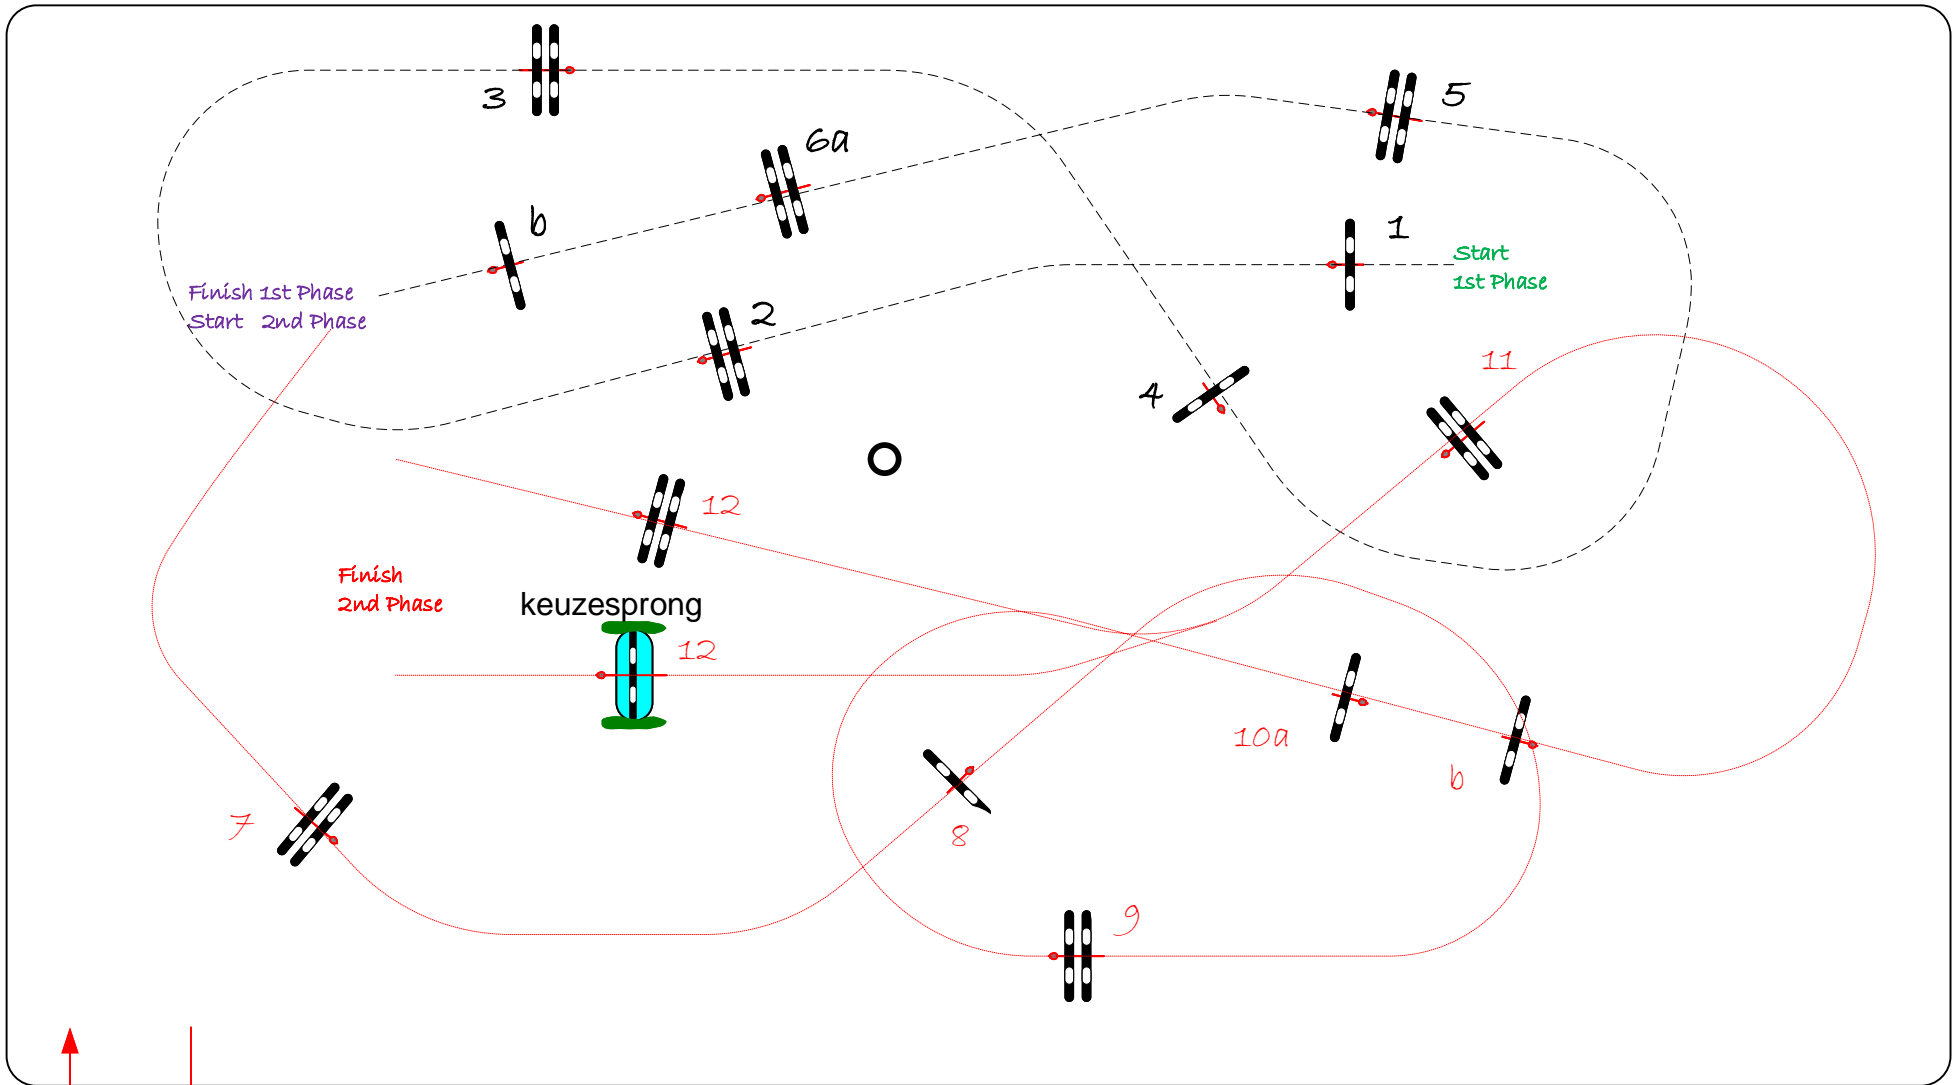 3
5
6a
b
1
Start
1st Phase
Finish 1st Phase
Start 2nd Phase
2
4
11
12
Finish
2nd Phase
keuzesprong
12
10a
b
7
8
9